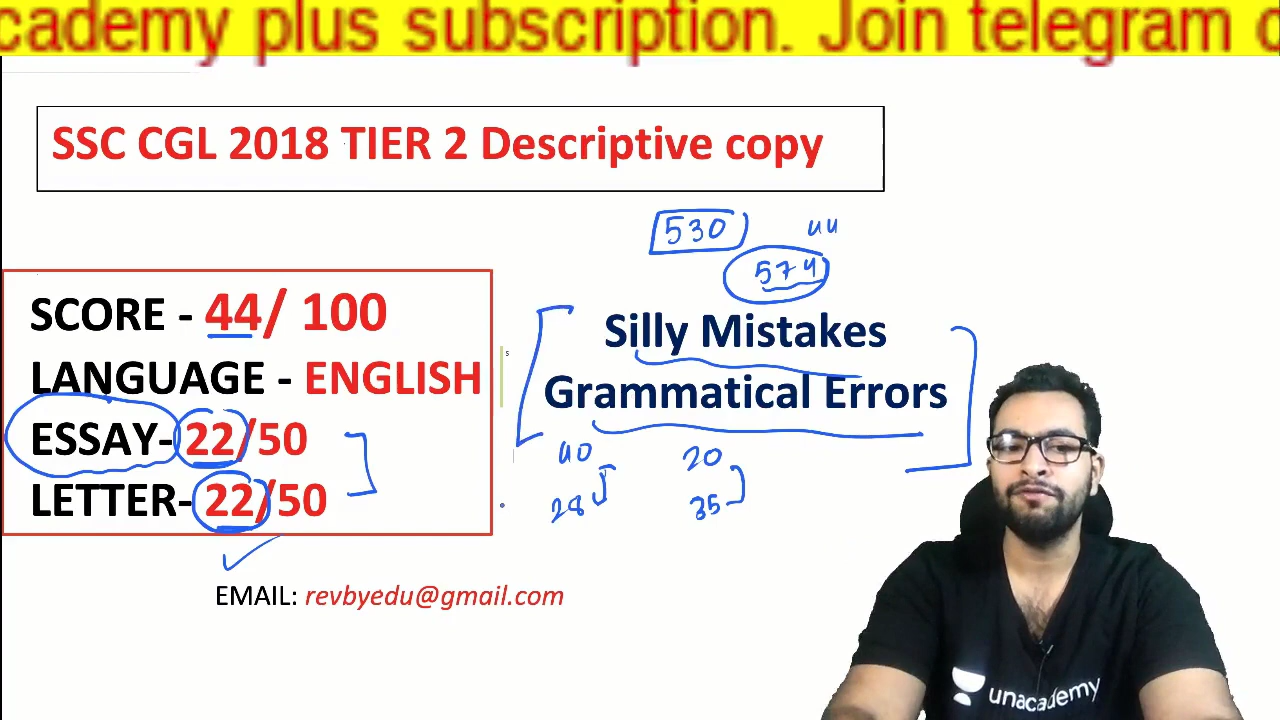 cademy plus subscription. Join telegram
SSC CGL 2018 TIER 2 Descriptive copy
530 44
574
SCORE - 44/ 100
LANGUAGE - ENGLISH
ESSAY- 22/50
LETTER- 22/50
s
Silly Mistakes
Grammatical Errors
40 20
28 35
EMAIL: revbyedu@gmail.com
unacademy